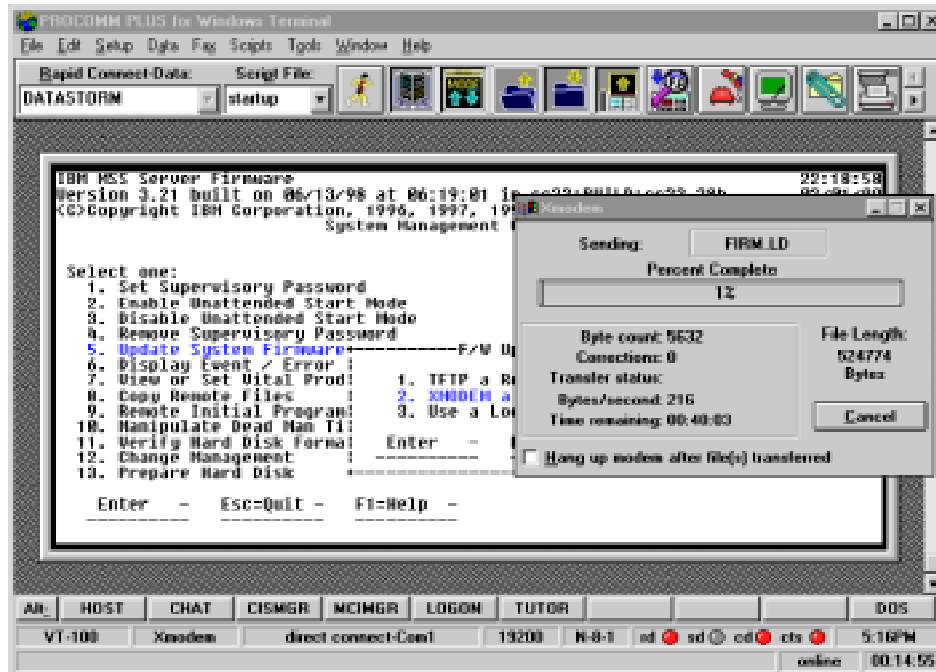 PROCOMM PLUS for Windows Terminal
File Edit Setup Data Fax Scripts Tools Window Help
Rapid Connect-Data: Script File:
DATASTORM startup
IBM MSS Server Firmware 22:18:58
Version 3.21 built on 06/13/98 at 06:19:01 in
(C)Copyright IBM Corporation, 1996, 1997,
System Management
Select one:
1. Set Supervisory Password
2. Enable Unattended Start Mode
3. Disable Unattended Start Mode
4. Remove Supervisory Password
5. Update System Firmware
6. Display Event / Error
7. View or Set Vital Prod
8. Copy Remote Files
9. Remote Initial Program
10. Manipulate Dead Man Ti
11. Verify Hard Disk Forma
12. Change Management
13. Prepare Hard Disk
F/W Up
1. TFTP a R
2. XMODEM a
3. Use a Lo
Enter -
Enter - Esc=Quit - F1=Help -
Xmodem
Sending: FIRM.LD
Percent Complete
1%
Byte count: 5632
Corrections: 0
Transfer status:
Bytes/second: 216
Time remaining: 00:40:03
File Length:
524774
Bytes
Cancel
Hang up modem after file(s) transferred
Alt- HOST CHAT CISMGR MCIMGR LOGON TUTOR DOS
VT-100 Xmodem direct connect-Com1 19200 N-8-1 rd sd cd cts 5:16PM
online 00:14:55